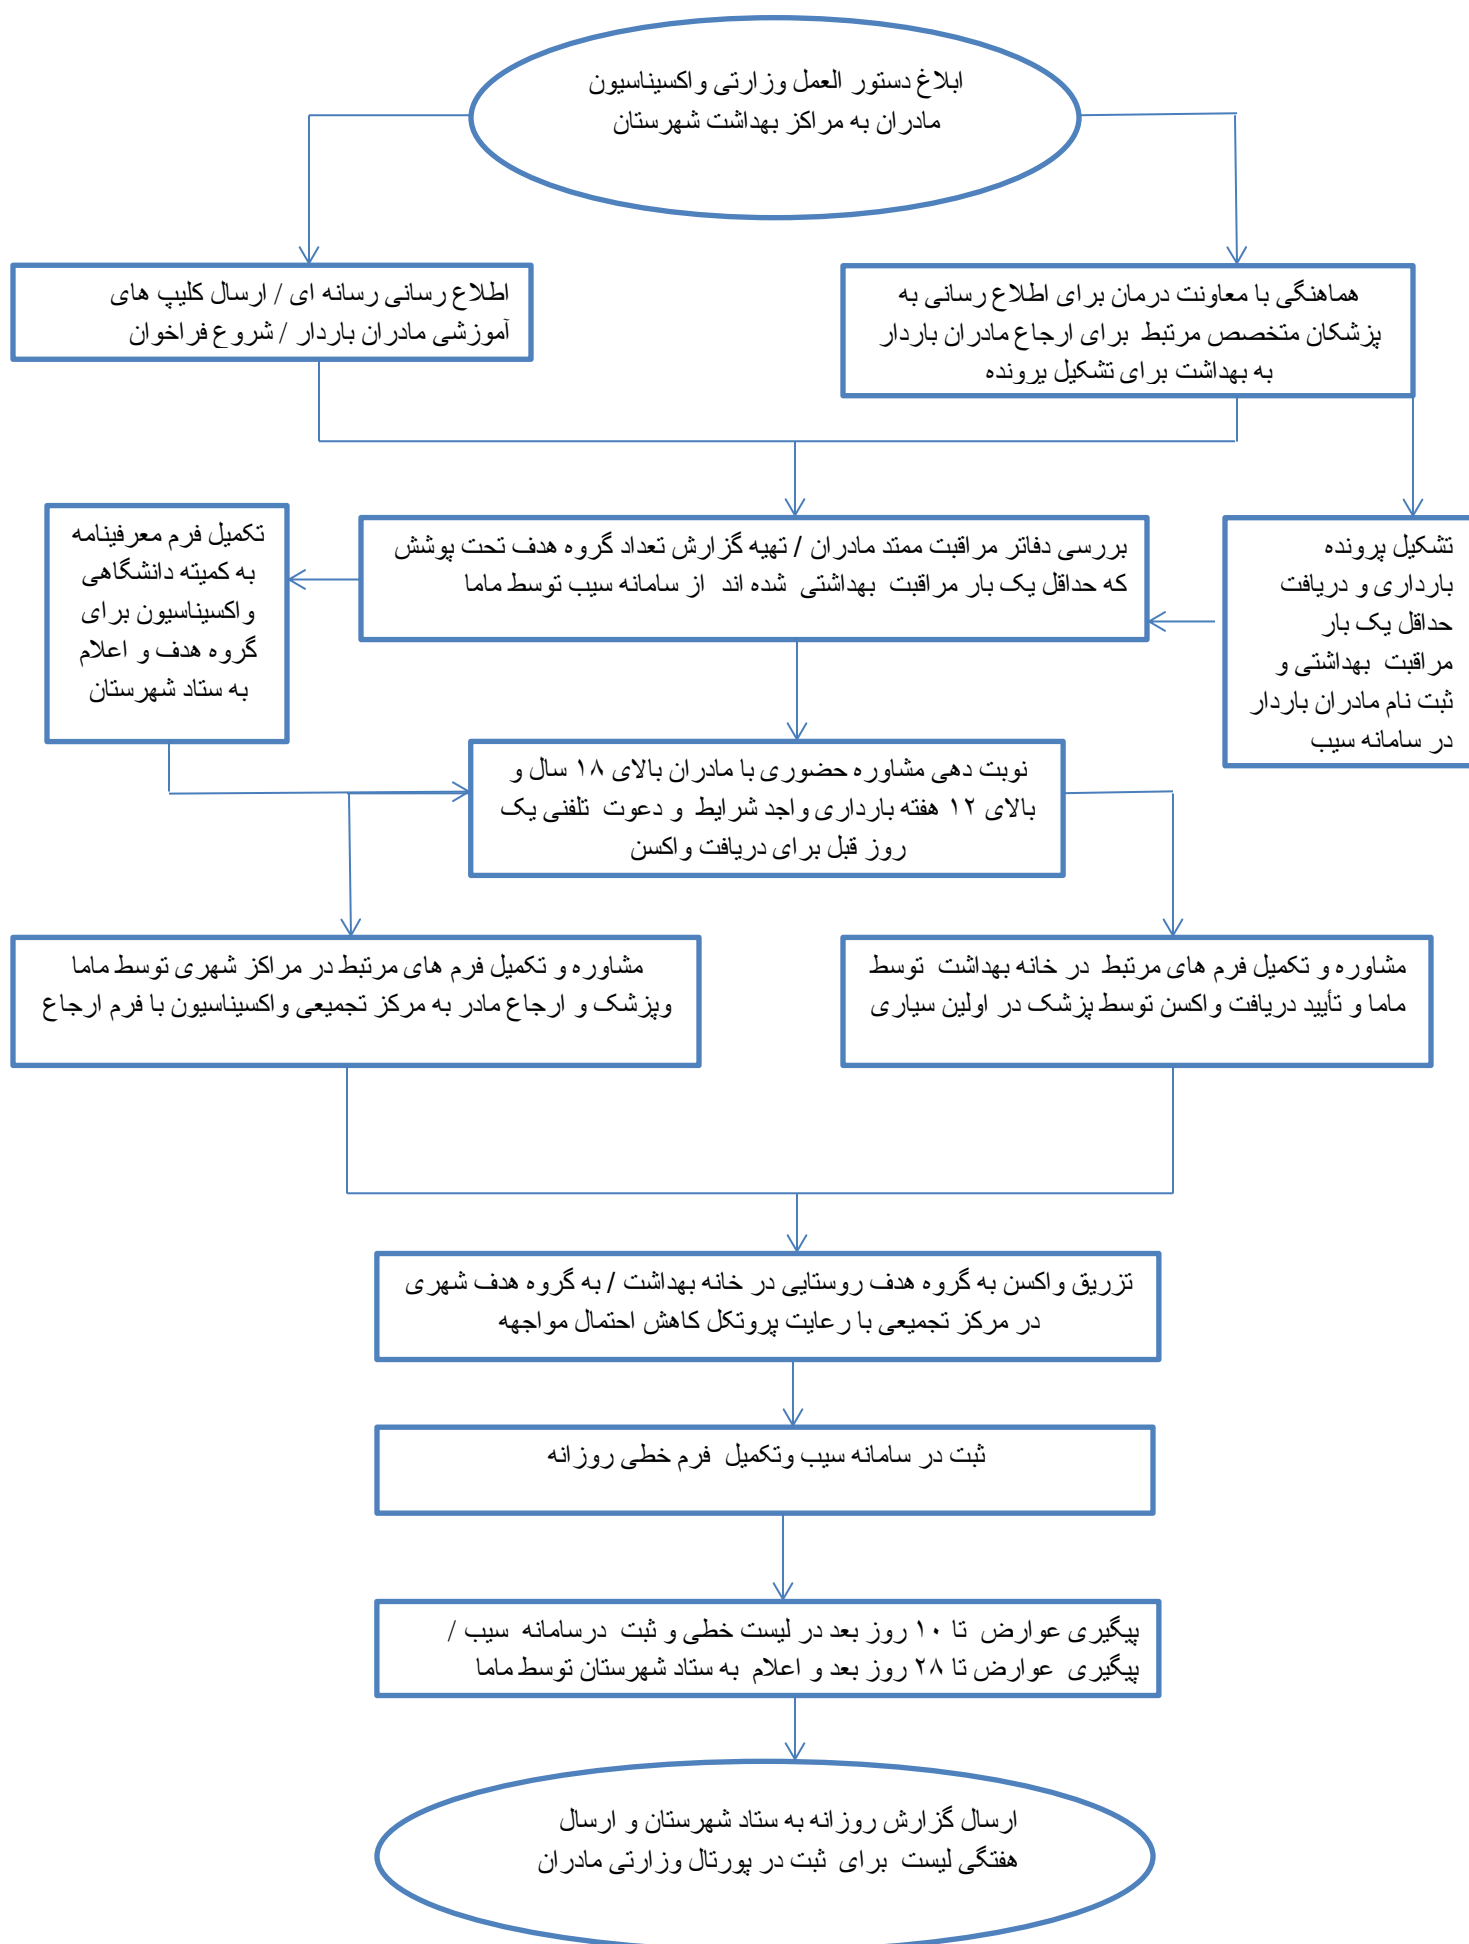 ابلاغ دستور العمل وزارتی واکسیناسیون
مادران به مراکز بهداشت شهرستان
هماهنگی با معاونت درمان برای اطلاع رسانی به
پزشکان متخصص مرتبط برای ارجاع مادران باردار
به بهداشت برای تشکیل پرونده
اطلاع رسانی رسانه ای / ارسال کلیپ های
آموزشی مادران باردار / شروع فراخوان
تشکیل پرونده
بارداری و دریافت
حداقل یک بار
مراقبت بهداشتی و
ثبت نام مادران باردار
در سامانه سیب
بررسی دفاتر مراقبت ممتد مادران / تهیه گزارش تعداد گروه هدف تحت پوشش
که حداقل یک بار مراقبت بهداشتی شده اند از سامانه سیب توسط ماما
تکمیل فرم معرفینامه
به کمیته دانشگاهی
واکسیناسیون برای
گروه هدف و اعلام
به ستاد شهرستان
نوبت دهی مشاوره حضوری با مادران بالای ۱۸ سال و
بالای ۱۲ هفته بارداری واجد شرایط و دعوت تلفنی یک
روز قبل برای دریافت واکسن
مشاوره و تکمیل فرم های مرتبط در خانه بهداشت توسط
ماما و تأیید دریافت واکسن توسط پزشک در اولین سیاری
مشاوره و تکمیل فرم های مرتبط در مراکز شهری توسط ماما
وپزشک و ارجاع مادر به مرکز تجمیعی واکسیناسیون با فرم ارجاع
تزریق واکسن به گروه هدف روستایی در خانه بهداشت / به گروه هدف شهری
در مرکز تجمیعی با رعایت پروتکل کاهش احتمال مواجهه
ثبت در سامانه سیب وتکمیل فرم خطی روزانه
پیگیری عوارض تا ۱۰ روز بعد در لیست خطی و ثبت درسامانه سیب /
پیگیری عوارض تا ۲۸ روز بعد و اعلام به ستاد شهرستان توسط ماما
ارسال گزارش روزانه به ستاد شهرستان و ارسال
هفتگی لیست برای ثبت در پورتال وزارتی مادران